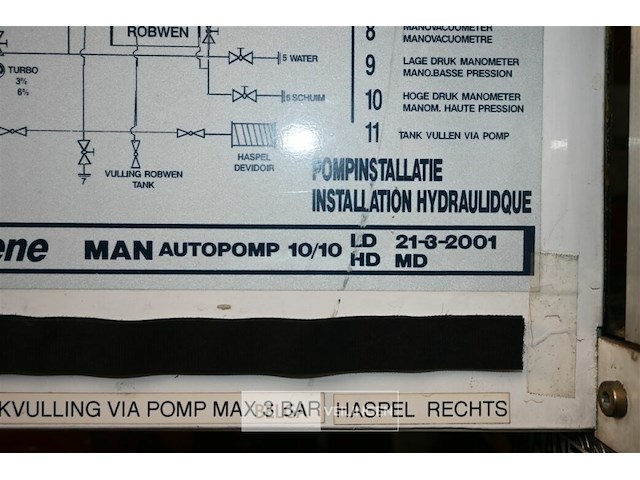 ROBWEN
5 WATER
TURBO
3%
6%
5 SCHUIM
HASPEL
DEVIDOIR
7
VULLING ROBWEN
TANK
8 MANOVACUOMETER
MANOVACUOMETRE
9 LAGE DRUK MANOMETER
MANO.BASSE PRESSION
10 HOGE DRUK MANOMETER
MANOM. HAUTE PRESSION
11 TANK VULLEN VIA POMP
POMPINSTALLATIE
INSTALLATION HYDRAULIDQUE
ene MAN AUTOPOMP 10/10 LD 21-3-2001
HD MD
KVULLING VIA POMP MAX 3 BAR HASPEL RECHTS